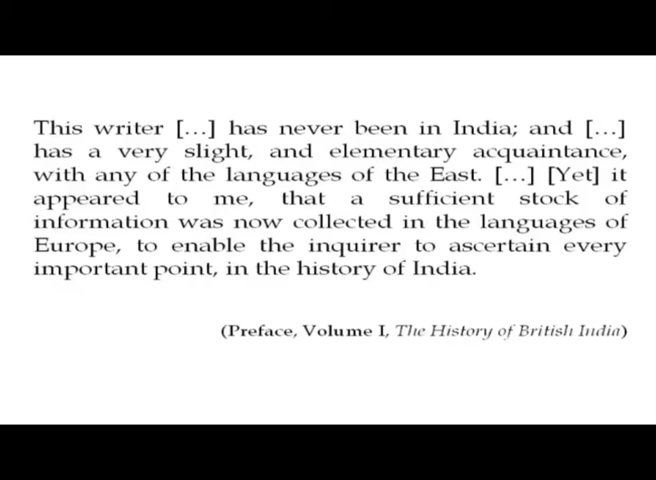 This writer […] has never been in India; and […]
has a very slight, and elementary acquaintance,
with any of the languages of the East. […] [Yet] it
appeared to me, that a sufficient stock of
information was now collected in the languages of
Europe, to enable the inquirer to ascertain every
important point, in the history of India.
(Preface, Volume I, The History of British India)